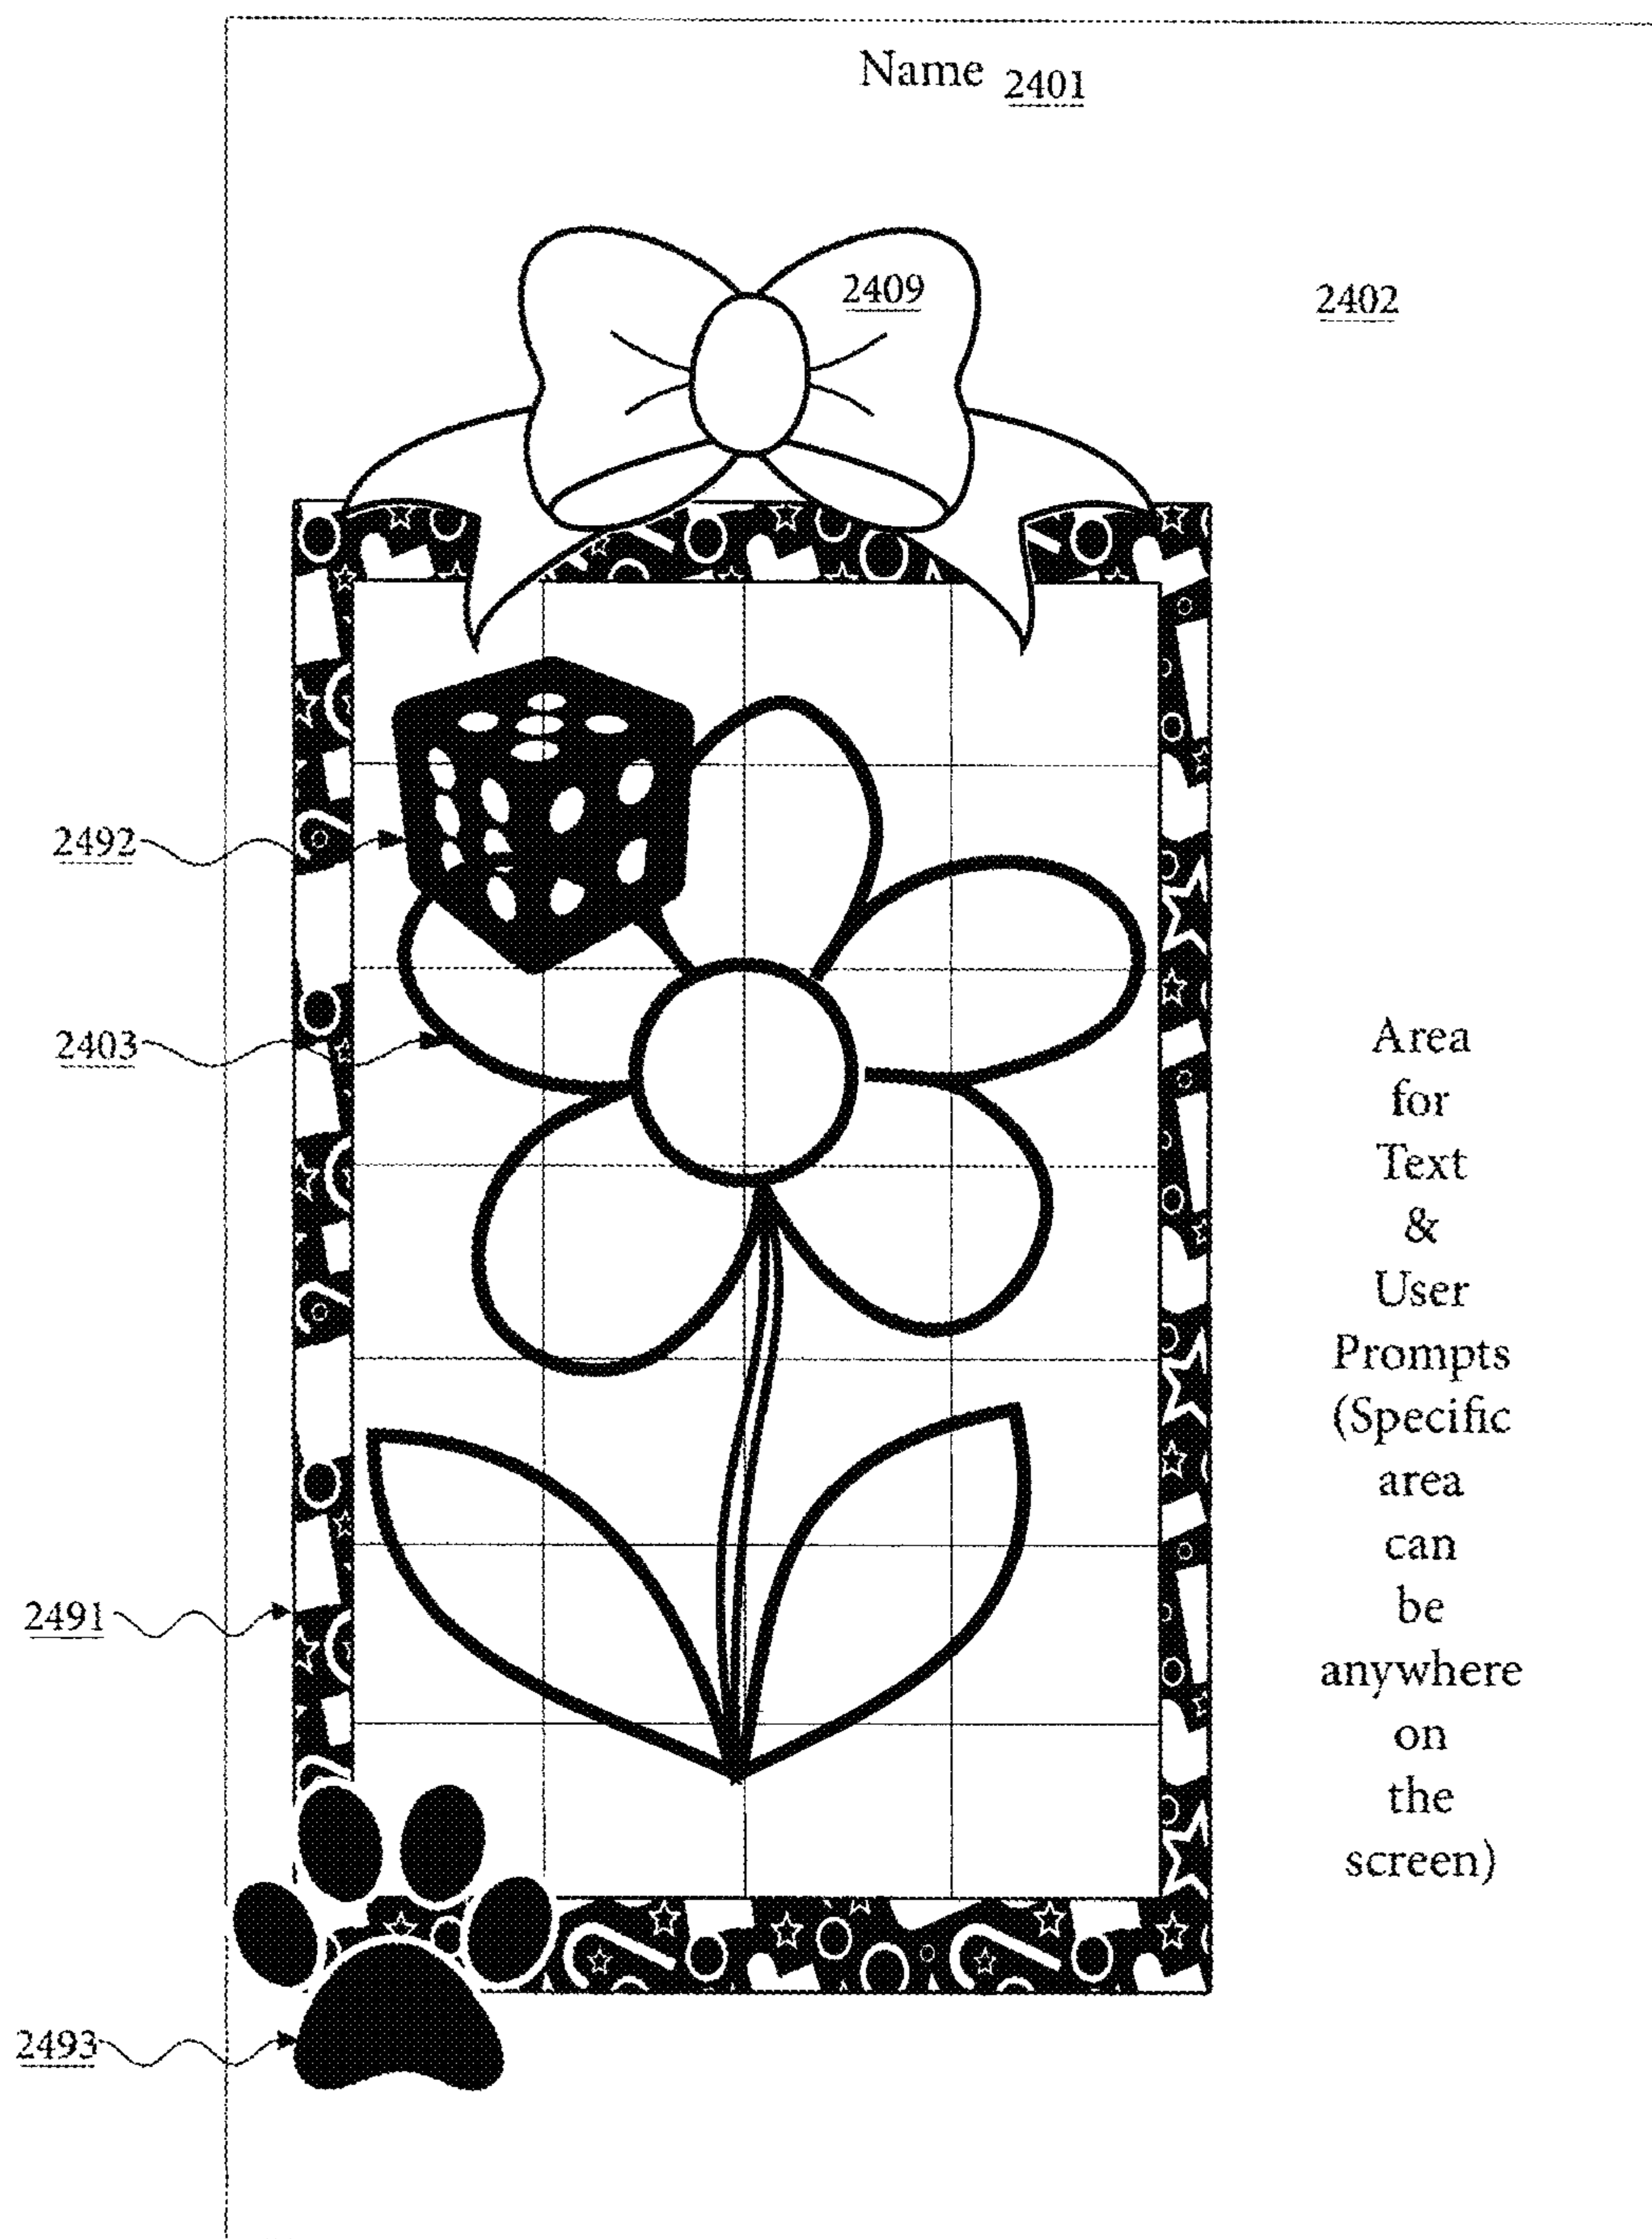 Name 2401
2409
2402
2492
2403
Area
for
Text
&
User
Prompts
(Specific
area
can
be
anywhere
on
the
screen)
2491
2493